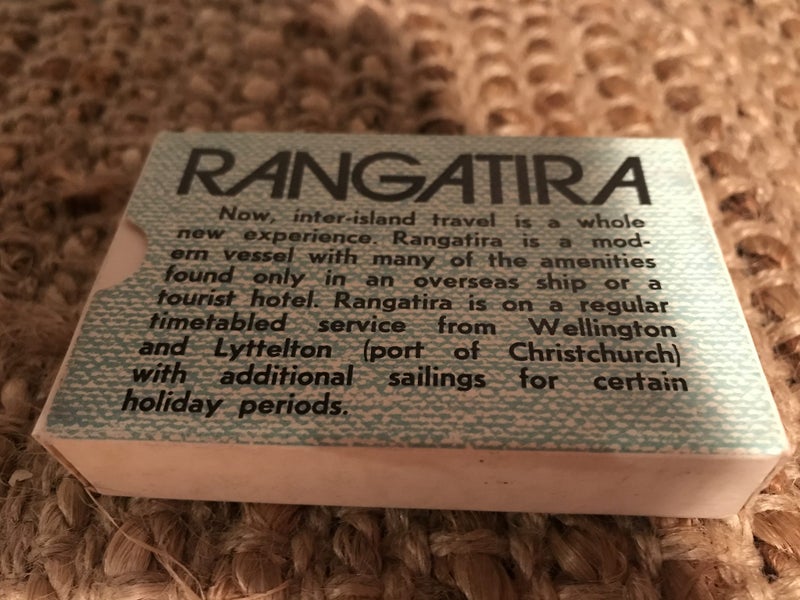 RANGATIRA
Now, inter-island travel is a whole
new experience. Rangatira is a mod-
ern vessel with many of the amenities
found only in an overseas ship or a
tourist hotel. Rangatira is on a regular
timetabled service from Wellington
and Lyttelton (port of Christchurch)
with additional sailings for certain
holiday periods.